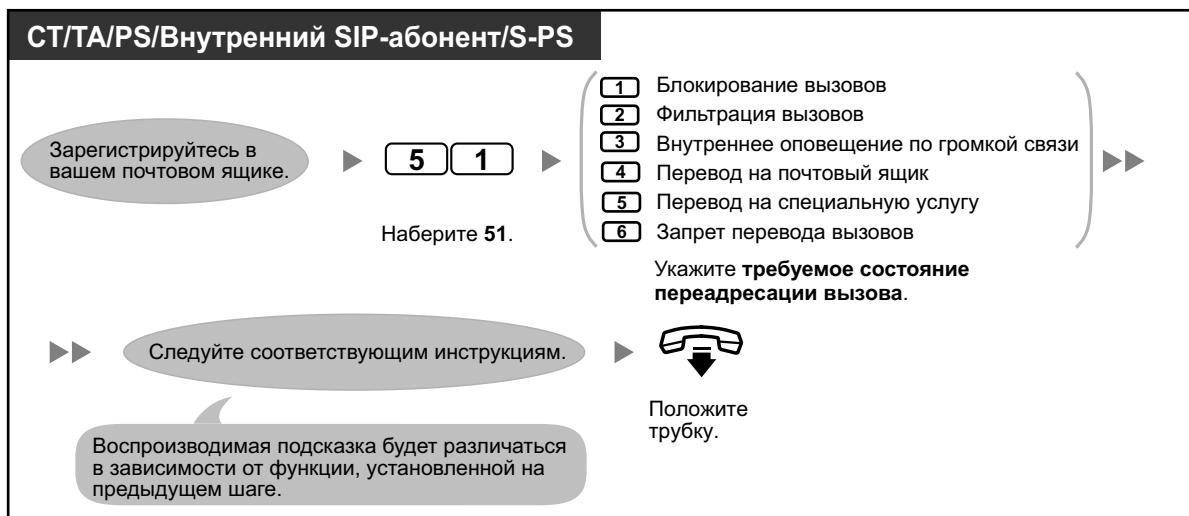 СТ/TA/PS/Внутренний SIP-абонент/S-PS
Зарегистрируйтесь в
вашем почтовом ящике.
5 1
Наберите 51.
1 Блокирование вызовов
2 Фильтрация вызовов
3 Внутреннее оповещение по громкой связи
4 Перевод на почтовый ящик
5 Перевод на специальную услугу
6 Запрет перевода вызовов
Укажите требуемое состояние
переадресации вызова.
Следуйте соответствующим инструкциям.
Воспроизводимая подсказка будет различаться
в зависимости от функции, установленной на
предыдущем шаге.
Положите
трубку.